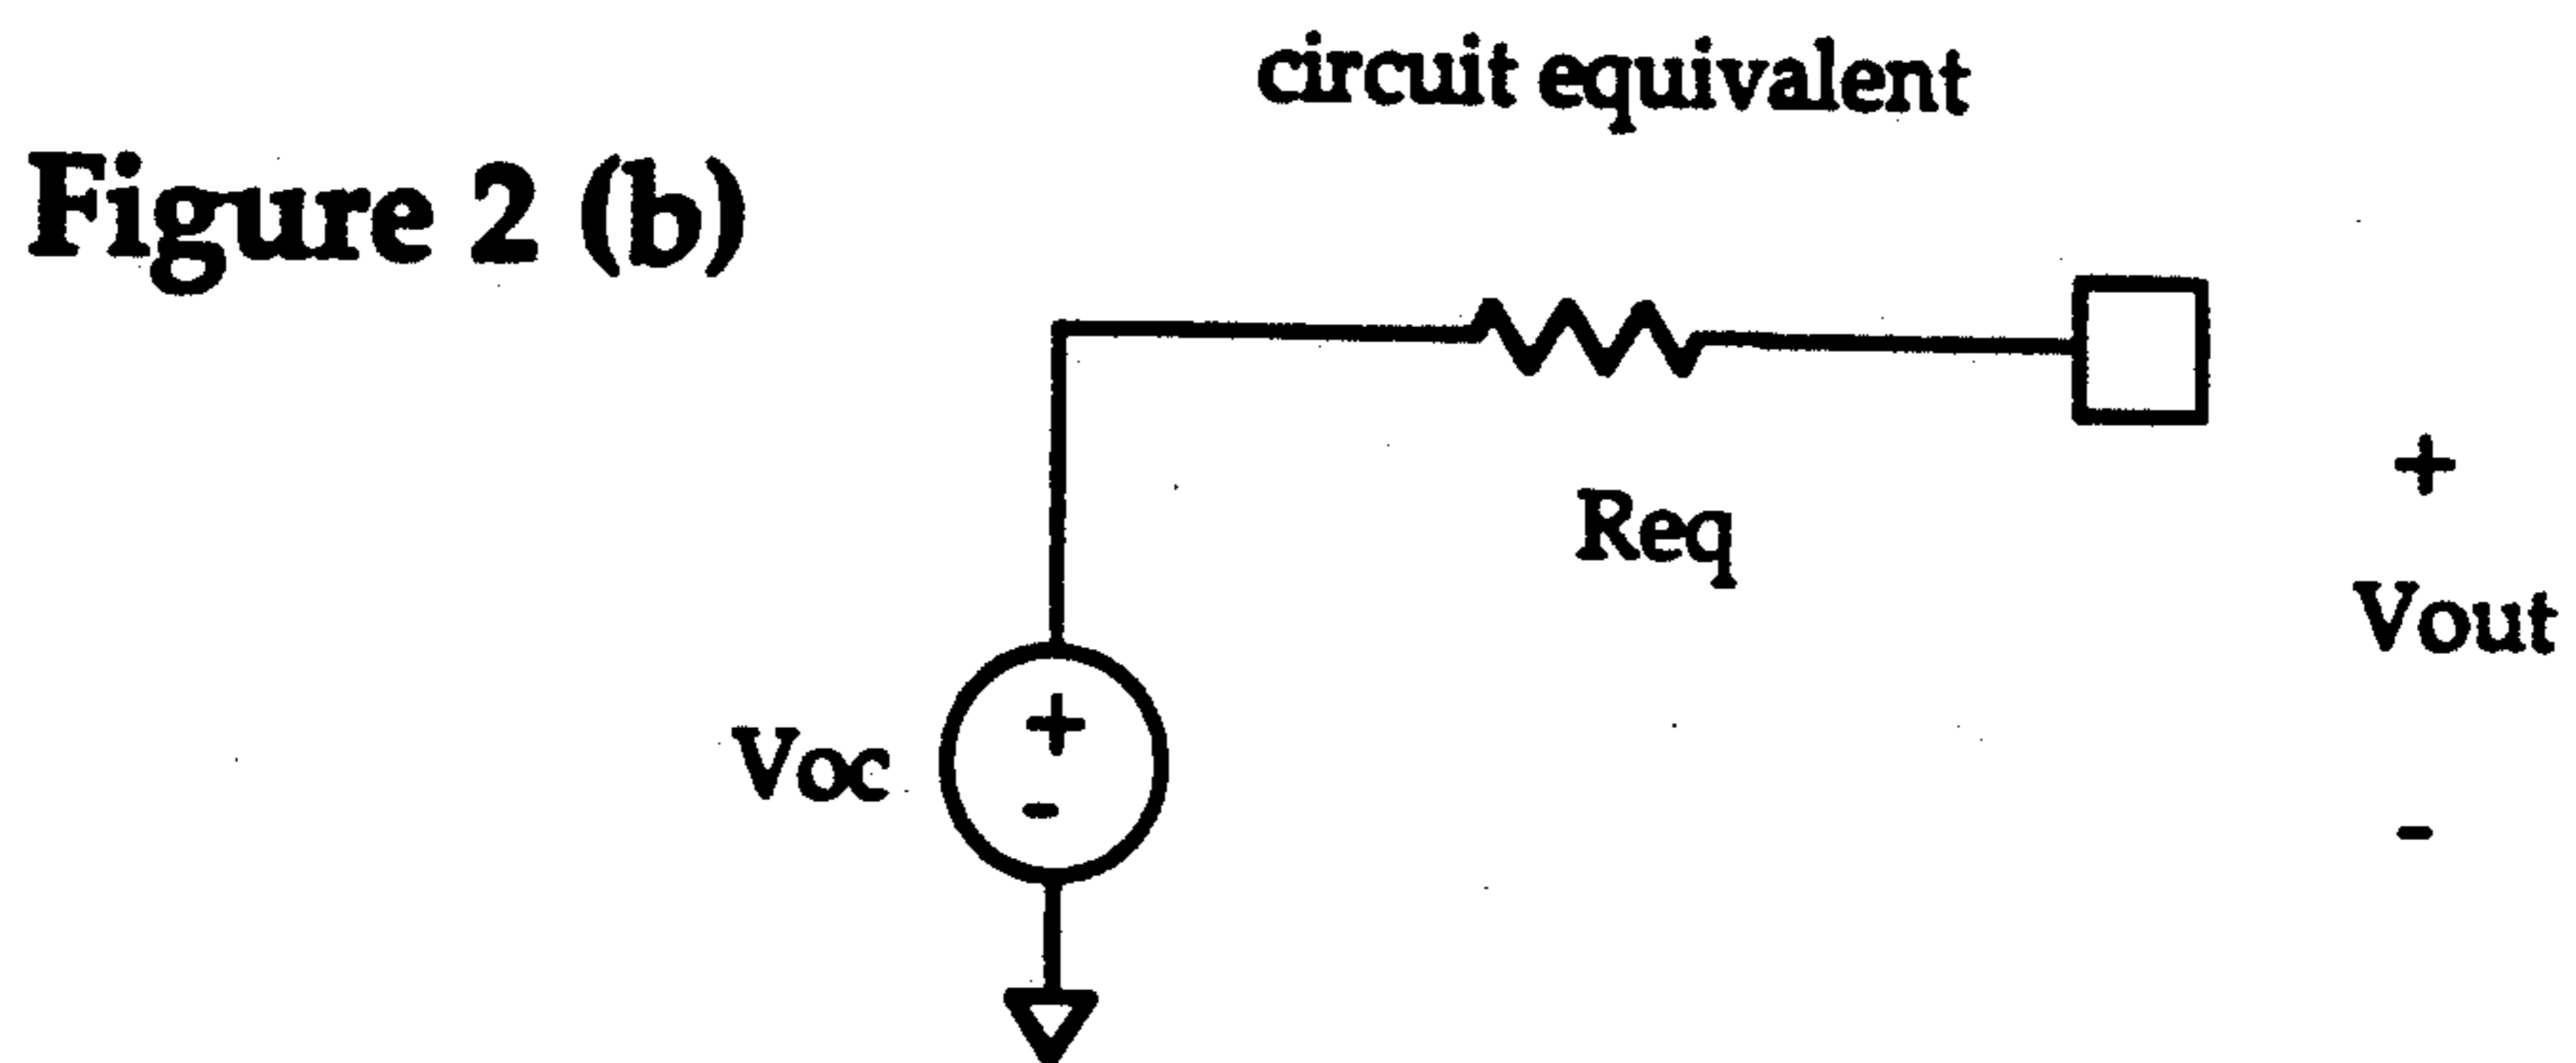 circuit equivalent
Figure 2 (b)
Req
+
Vout
-
Voc
+
-